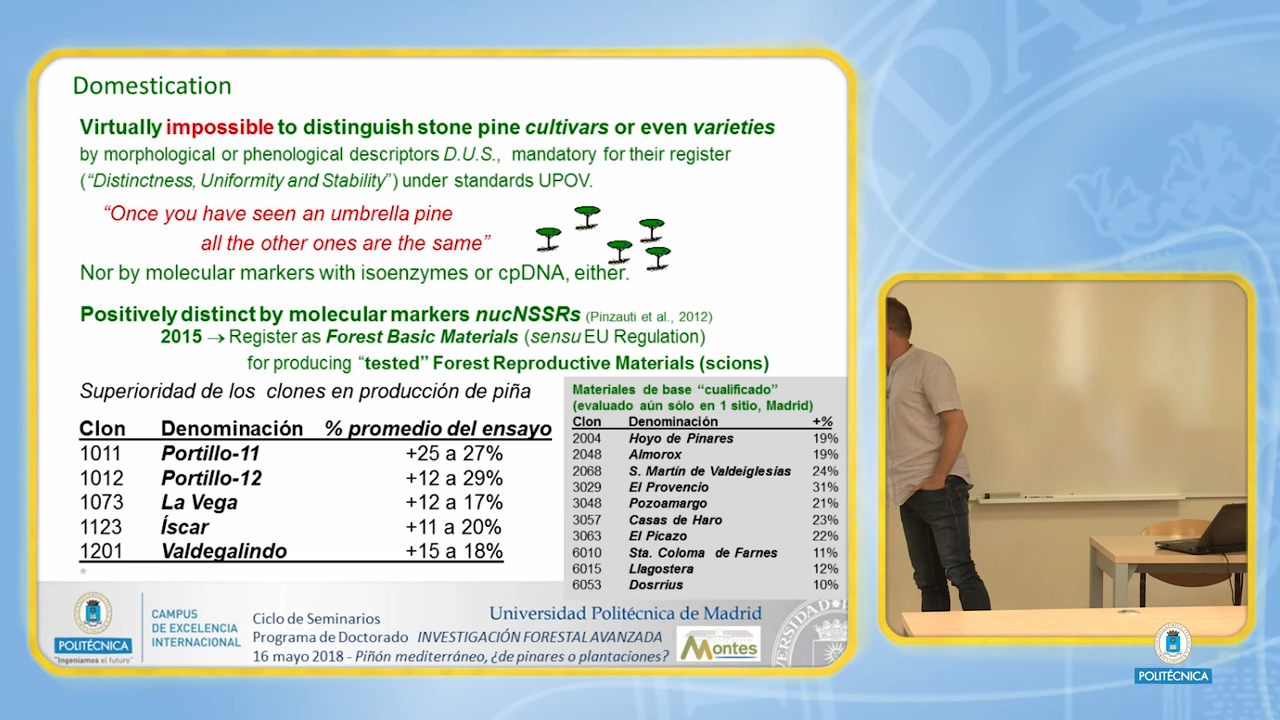 Domestication
Virtually impossible to distinguish stone pine cultivars or even varieties
by morphological or phenological descriptors D.U.S., mandatory for their register
(“Distinctness, Uniformity and Stability”) under standards UPOV.
“Once you have seen an umbrella pine
all the other ones are the same”
Nor by molecular markers with isoenzymes or cpDNA, either.
Positively distinct by molecular markers nucNSSRs (Pinzauti et al., 2012)
2015 → Register as Forest Basic Materials (sensu EU Regulation)
for producing “tested” Forest Reproductive Materials (scions)
Superioridad de los clones en producción de piña
Clon Denominación % promedio del ensayo
1011 Portillo-11 +25 a 27%
1012 Portillo-12 +12 a 29%
1073 La Vega +12 a 17%
1123 Íscar +11 a 20%
1201 Valdegalindo +15 a 18%
*
Materiales de base “cualificado”
(evaluado aún sólo en 1 sitio, Madrid)
Clon Denominación +%
2004 Hoyo de Pinares 19%
2048 Almorox 19%
2068 S. Martín de Valdeiglesias 24%
3029 El Provencio 31%
3048 Pozoamargo 21%
3057 Casas de Haro 23%
3063 El Picazo 22%
6010 Sta. Coloma de Farnes 11%
6015 Llagostera 12%
6053 Dosrrius 10%
POLITÉCNICA
"Ingeniamos el futuro"
CAMPUS
DE EXCELENCIA
INTERNACIONAL
Ciclo de Seminarios
Universidad Politécnica de Madrid
Programa de Doctorado INVESTIGACIÓN FORESTAL AVANZADA
16 mayo 2018 - Piñón mediterráneo, ¿de pinares o plantaciones?
Montes
POLITÉCNICA